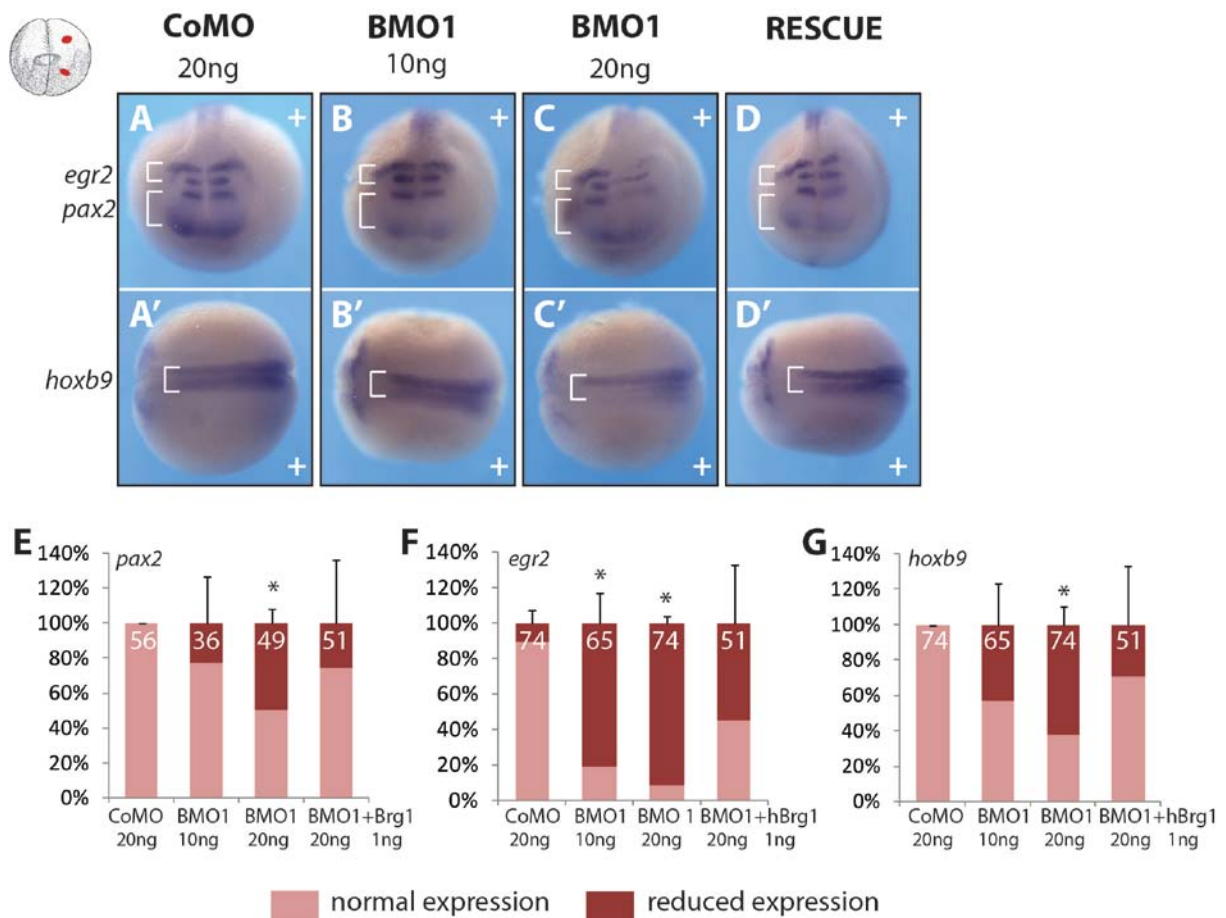 CoMO BMO1 BMO1 RESCUE
20ng 10ng 20ng
A + B + C + D +
egr2
pax2
A' + B' + C' + D' +
hoxb9
E pax2
140%
120%
100%
80%
60%
40%
20%
0%
*
56 36 49 51
CoMO BMO1 BMO1 BMO1+Brg1
20ng 10ng 20ng 20ng 1ng
F egr2
140%
120%
100%
80%
60%
40%
20%
0%
* *
74 65 74 51
CoMO BMO1 BMO 1 BMO1+hBrg1
20ng 10ng 20ng 20ng 1ng
G hoxb9
140%
120%
100%
80%
60%
40%
20%
0%
*
74 65 74 51
CoMO BMO1 BMO1 BMO1+hBrg1
20ng 10ng 20ng 20ng 1ng
normal expression reduced expression